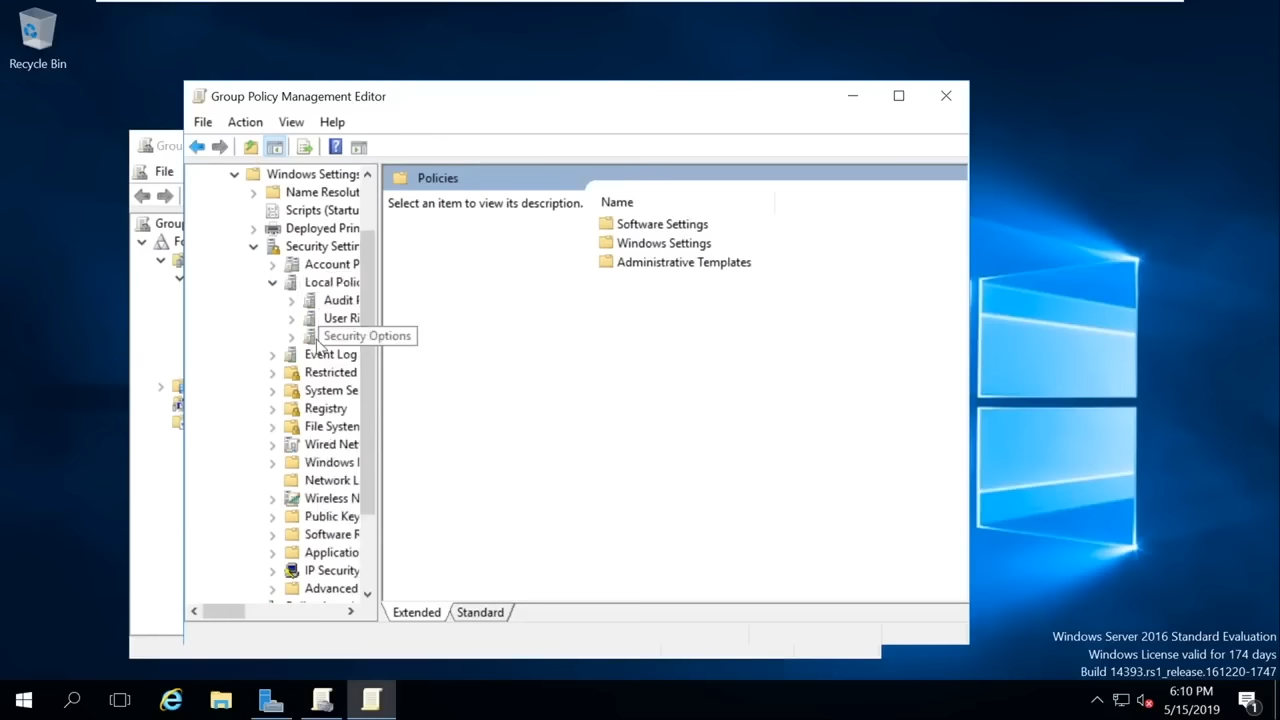 Recycle Bin
Group Policy Management Editor
File Action View Help
Grou
File
Group
Fo
Windows Settings
Name Resolut
Scripts (Startu
Deployed Prin
Security Settin
Account P
Local Polic
Audit P
User Ri
Security Options
Event Log
Restricted
System Se
Registry
File System
Wired Net
Windows
Network L
Wireless N
Public Key
Software R
Applicatio
IP Security
Advanced
Policies
Select an item to view its description.
Name
Software Settings
Windows Settings
Administrative Templates
Extended Standard
Windows Server 2016 Standard Evaluation
Windows License valid for 174 days
Build 14393.rs1_release.161220-1747
6:10 PM
5/15/2019
1